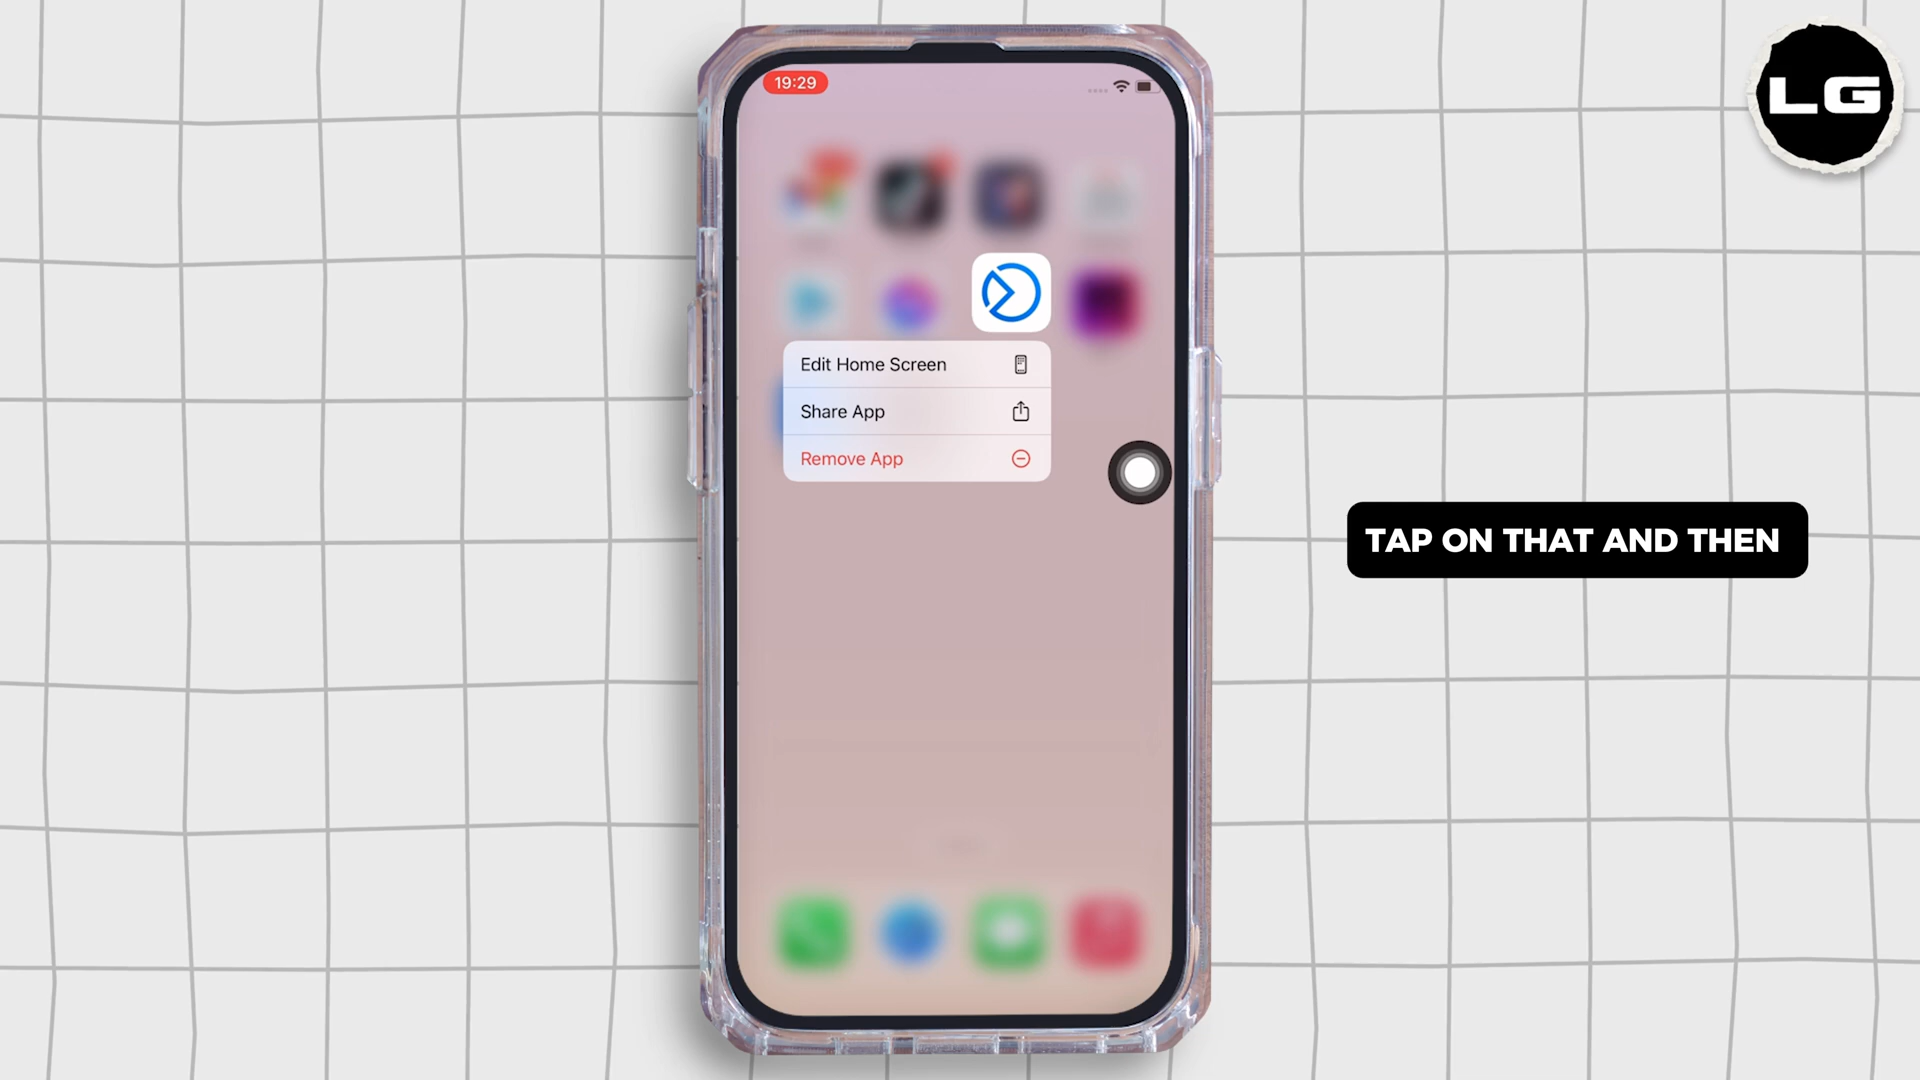 LG
19:29
Edit Home Screen
Share App
Remove App
TAP ON THAT AND THEN